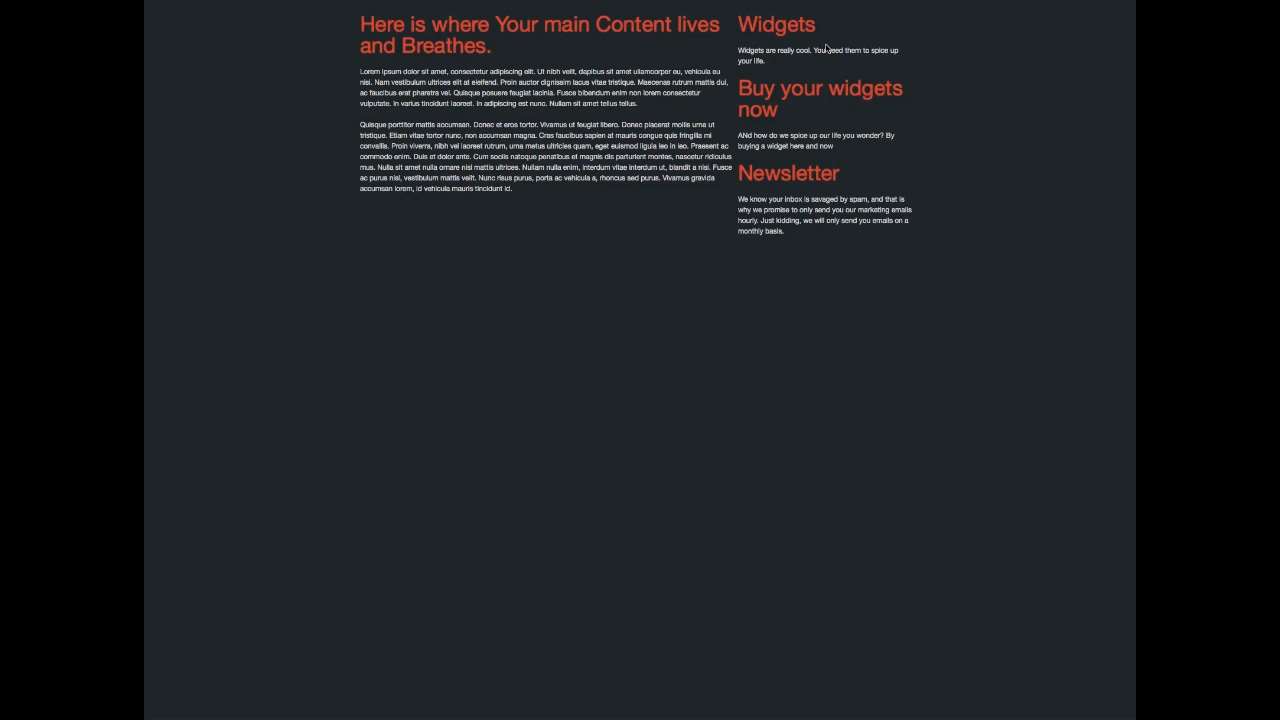 Here is where Your main Content lives
and Breathes.
Lorem ipsum dolor sit amet, consectetur adipiscing elit. Ut nibh velit, dapibus sit amet ullamcorper eu, vehicula eu
nisi. Nam vestibulum ultrices elit at eleifend. Proin auctor dignissim lacus vitae tristique. Maecenas rutrum mattis dui,
ac faucibus erat pharetra vel. Quisque posuere feugiat lacinia. Fusce bibendum enim non lorem consectetur
vulputate. In varius tincidunt laoreet. In adipiscing est nunc. Nullam sit amet tellus tellus.
Quisque porttitor mattis accumsan. Donec et eros tortor. Vivamus ut feugiat libero. Donec placerat mollis urna ut
tristique. Etiam vitae tortor nunc, non accumsan magna. Cras faucibus sapien at mauris congue quis fringilla mi
convallis. Proin viverra, nibh vel laoreet rutrum, urna metus ultricies quam, eget euismod ligula leo in leo. Praesent ac
commodo enim. Duis et dolor ante. Cum sociis natoque penatibus et magnis dis parturient montes, nascetur ridiculus
mus. Nulla sit amet nulla ornare nisi mattis ultrices. Nullam nulla enim, interdum vitae interdum ut, blandit a nisi. Fusce
ac purus nisl, vestibulum mattis velit. Nunc risus purus, porta ac vehicula a, rhoncus sed purus. Vivamus gravida
accumsan lorem, id vehicula mauris tincidunt id.
Widgets
Widgets are really cool. You need them to spice up
your life.
Buy your widgets
now
ANd how do we spice up our life you wonder? By
buying a widget here and now
Newsletter
We know your inbox is savaged by spam, and that is
why we promise to only send you our marketing emails
hourly. Just kidding, we will only send you emails on a
monthly basis.